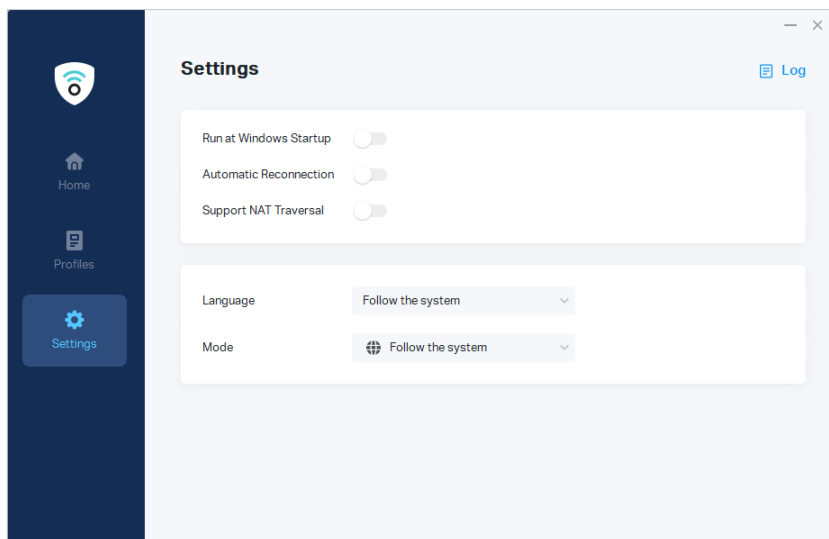 Settings
Log
Run at Windows Startup
Automatic Reconnection
Support NAT Traversal
Home
Profiles
Settings
Language Follow the system
Mode Follow the system